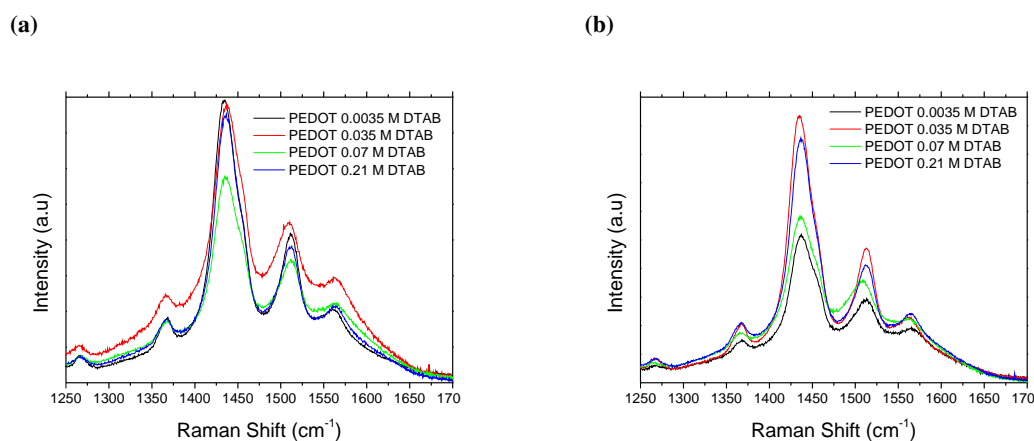 (a)
(b)
PEDOT 0.0035 M DTAB
PEDOT 0.035 M DTAB
PEDOT 0.07 M DTAB
PEDOT 0.21 M DTAB
Intensity (a.u)
1250 1300 1350 1400 1450 1500 1550 1600 1650 170
Raman Shift (cm⁻¹)
PEDOT 0.0035 M DTAB
PEDOT 0.035 M DTAB
PEDOT 0.07 M DTAB
PEDOT 0.21 M DTAB
Intensity (a.u)
1250 1300 1350 1400 1450 1500 1550 1600 1650 170
Raman Shift (cm⁻¹)